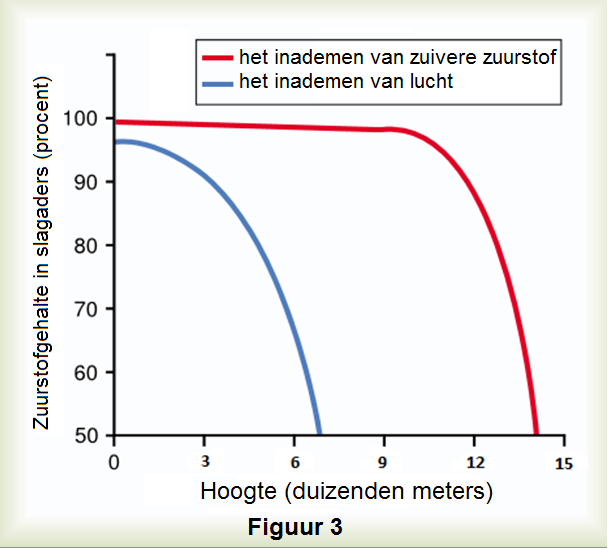 het inademen van zuivere zuurstof
het inademen van lucht
Zuurstofgehalte in slagaders (procent)
100
90
80
70
60
50
0 3 6 9 12 15
Hoogte (duizenden meters)
Figuur 3